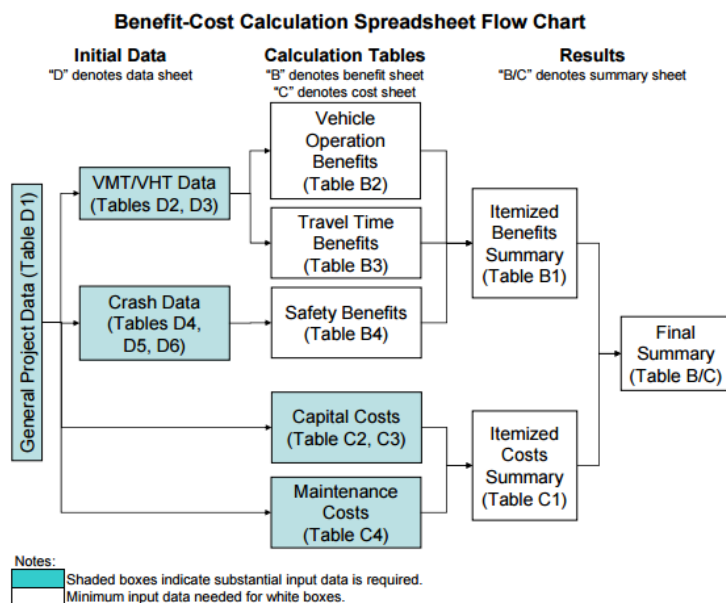 Benefit-Cost Calculation Spreadsheet Flow Chart
Initial Data
"D" denotes data sheet
Calculation Tables
"B" denotes benefit sheet
"C" denotes cost sheet
Results
"B/C" denotes summary sheet
General Project Data (Table D1)
VMT/VHT Data
(Tables D2, D3)
Crash Data
(Tables D4,
D5, D6)
Vehicle
Operation
Benefits
(Table B2)
Travel Time
Benefits
(Table B3)
Safety Benefits
(Table B4)
Capital Costs
(Table C2, C3)
Maintenance
Costs
(Table C4)
Itemized
Benefits
Summary
(Table B1)
Itemized
Costs
Summary
(Table C1)
Final
Summary
(Table B/C)
Notes:
Shaded boxes indicate substantial input data is required.
Minimum input data needed for white boxes.